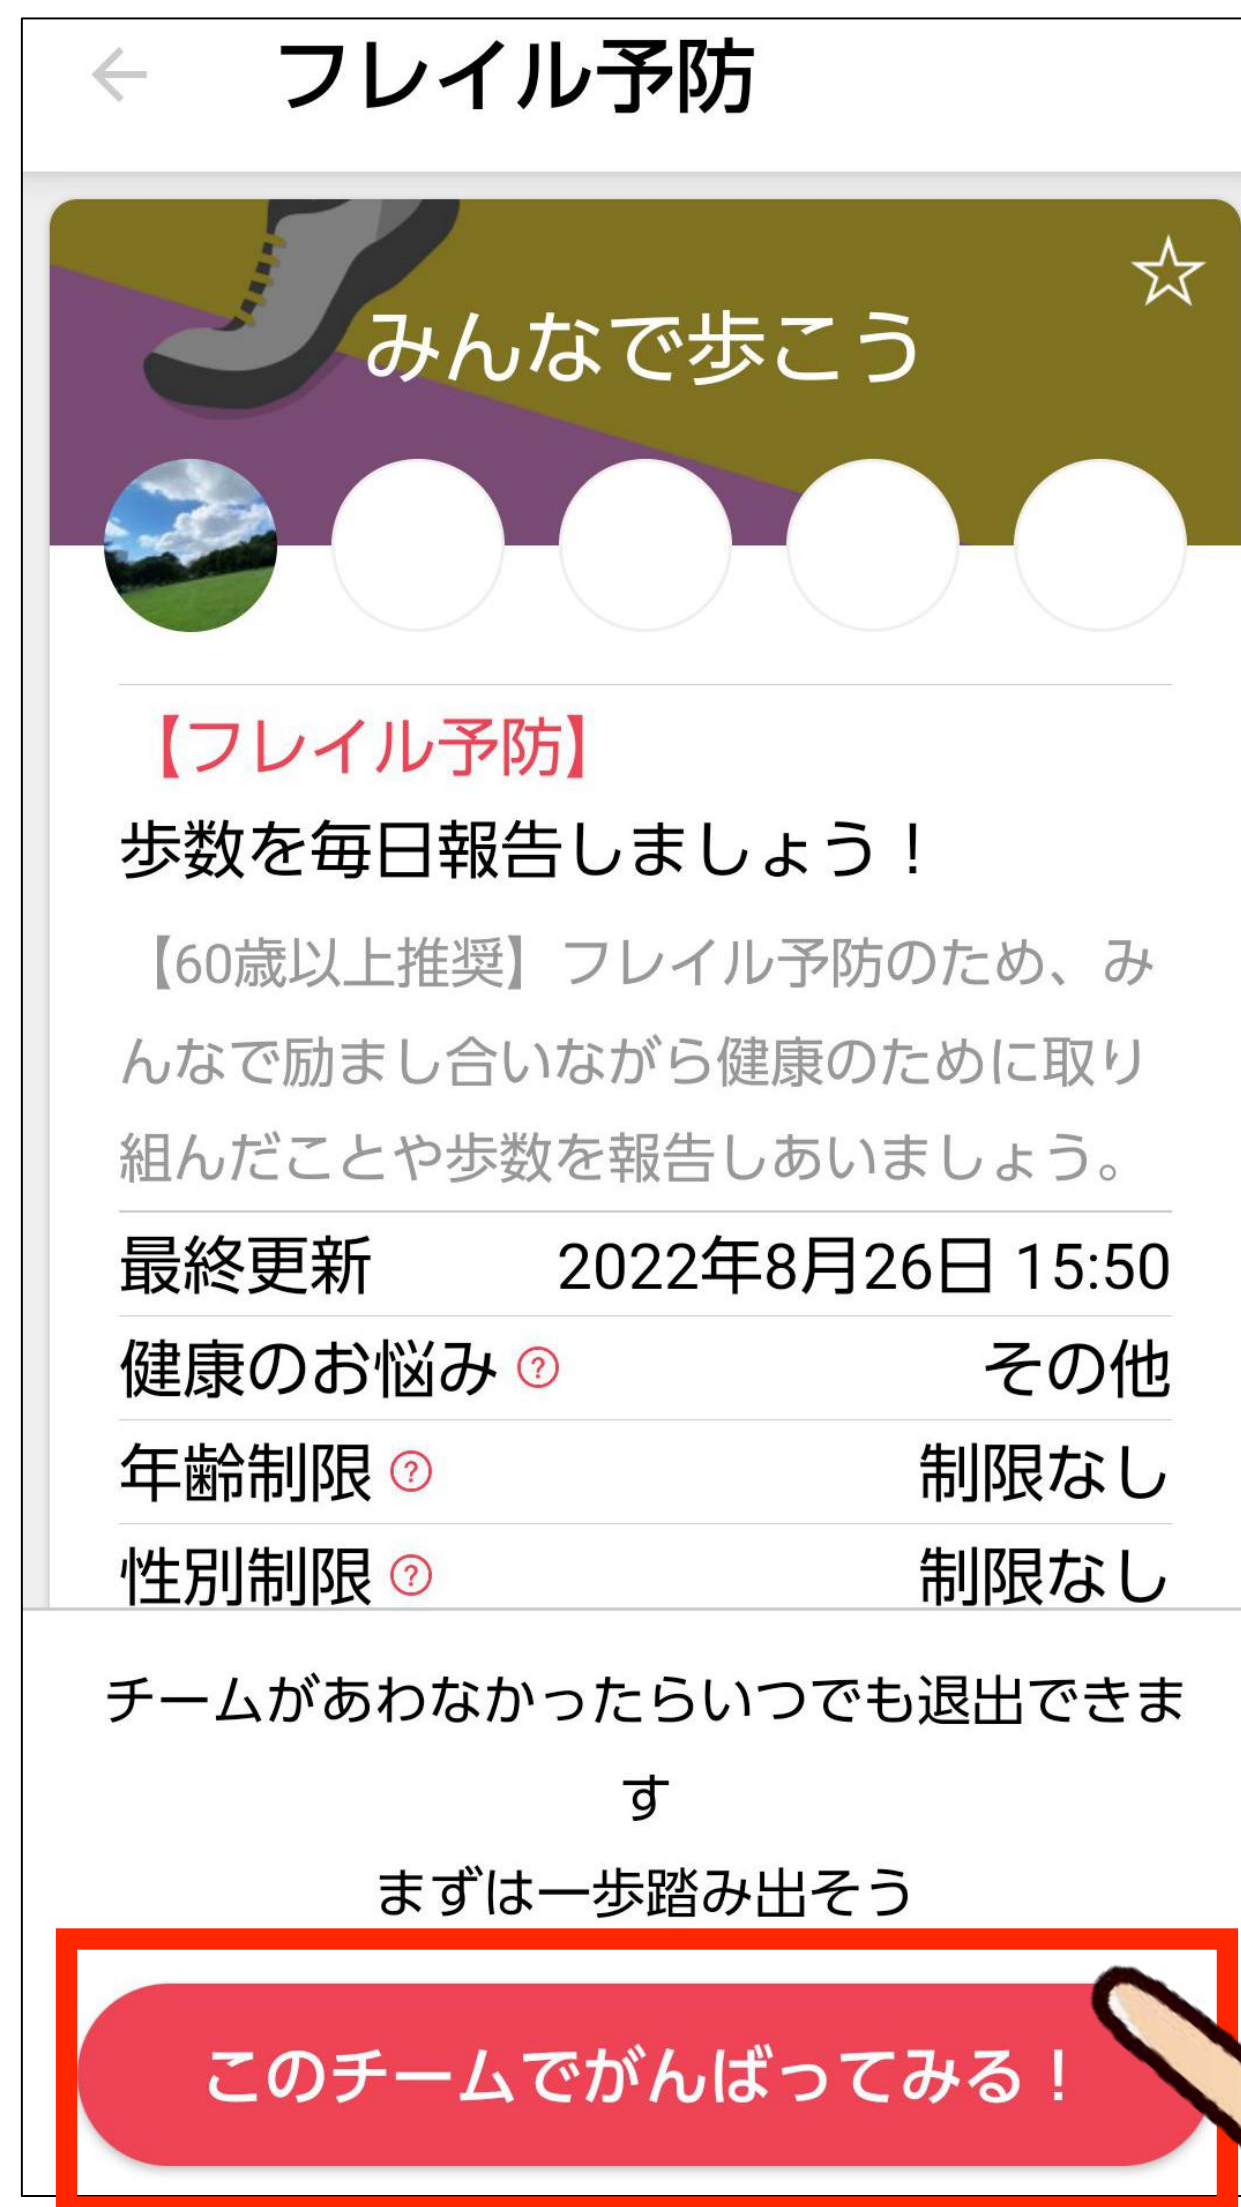 フレイル予防
みんなで歩こう
【フレイル予防】
歩数を毎日報告しましょう！
【60歳以上推奨】フレイル予防のため、み
んなで励まし合いながら健康のために取り
組んだことや歩数を報告しあいましょう。
最終更新 2022年8月26日 15:50
健康のお悩み ? その他
年齢制限 ? 制限なし
性別制限 ? 制限なし
チームがあわなかったらいつでも退出できま
す
まずは一歩踏み出そう
このチームでがんばってみる！